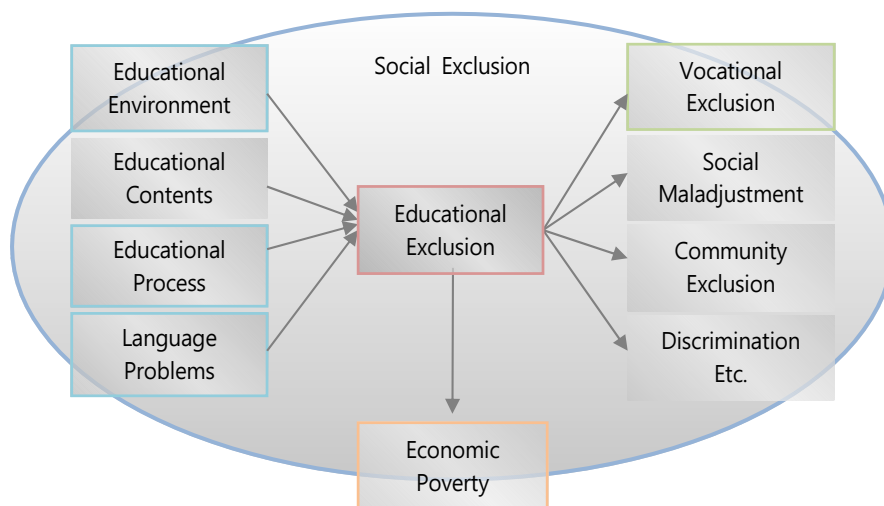 Social Exclusion
Educational
Environment
Educational
Contents
Educational
Process
Language
Problems
Educational
Exclusion
Vocational
Exclusion
Social
Maladjustment
Community
Exclusion
Discrimination
Etc.
Economic
Poverty